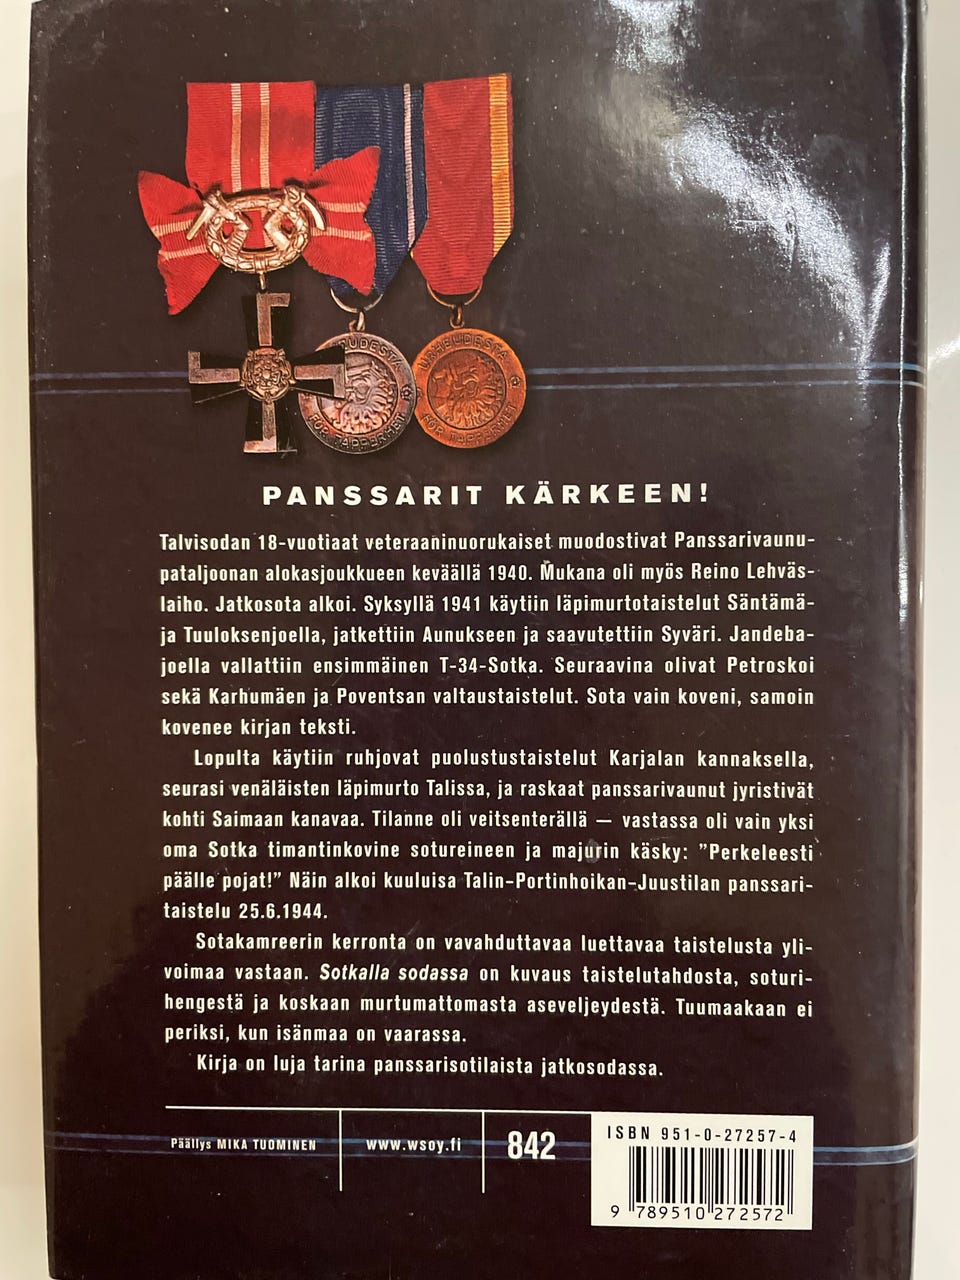 URHEUDESTA
FÖR TAPPERHET
URHEUDESTA
FÖR TAPPERHET
PANSSARIT KÄRKEEN!
Talvisodan 18-vuotiaat veteraaninuorukaiset muodostivat Panssarivaunu-
pataljoonan alokasjoukkueen keväällä 1940. Mukana oli myös Reino Lehväs-
laiho. Jatkosota alkoi. Syksyllä 1941 käytiin läpimurtotaistelut Säntämä-
ja Tuuloksenjoella, jatkettiin Aunukseen ja saavutettiin Syväri. Jandeba-
joella vallattiin ensimmäinen T-34-Sotka. Seuraavina olivat Petroskoi
sekä Karhumäen ja Poventsan valtaustaistelut. Sota vain koveni, samoin
kovenee kirjan teksti.
Lopulta käytiin ruhjovat puolustustaistelut Karjalan kannaksella,
seurasi venäläisten läpimurto Talissa, ja raskaat panssarivaunut jyristivät
kohti Saimaan kanavaa. Tilanne oli veitsenterällä — vastassa oli vain yksi
oma Sotka timantinkovine sotureineen ja majurin käsky: ”Perkeleesti
päälle pojat!” Näin alkoi kuuluisa Talin-Portinhoikan-Juustilan panssari-
taistelu 25.6.1944.
Sotakamreerin kerronta on vavahduttavaa luettavaa taistelusta yli-
voimaa vastaan. Sotkalla sodassa on kuvaus taistelutahdosta, soturi-
hengestä ja koskaan murtumattomasta aseveljeydestä. Tuumaakaan ei
periksi, kun isänmaa on vaarassa.
Kirja on luja tarina panssarisotilaista jatkosodassa.
Päällys MIKA TUOMINEN
www.wsoy.fi
842
ISBN 951-0-27257-4
9 789510 272572